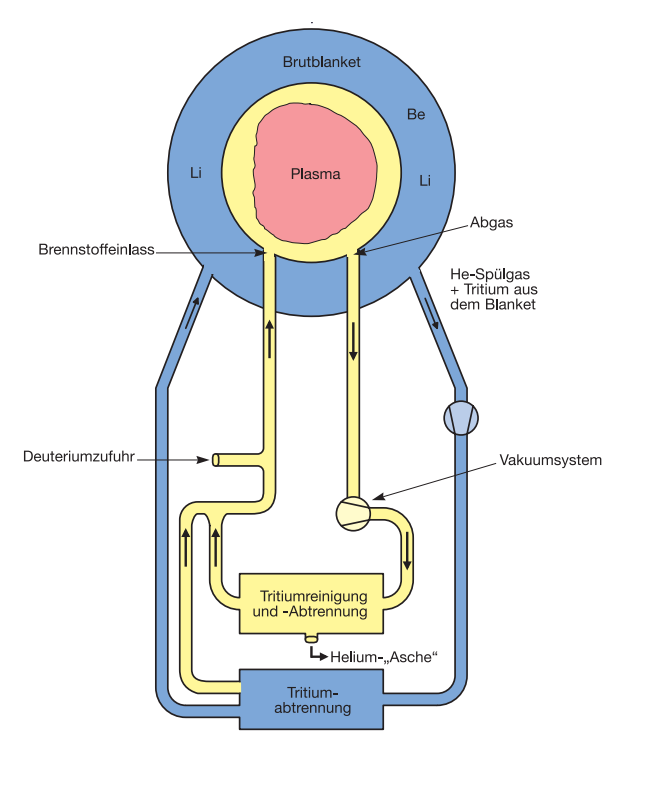 Brutblanket
Be
Li
Li
Plasma
Abgas
Brennstoffeinlass
He-Spülgas
+ Tritium aus
dem Blanket
Deuteriumzufuhr
Vakuumsystem
Tritiumreinigung
und -Abtrennung
Helium-„Asche“
Tritium-
abtrennung